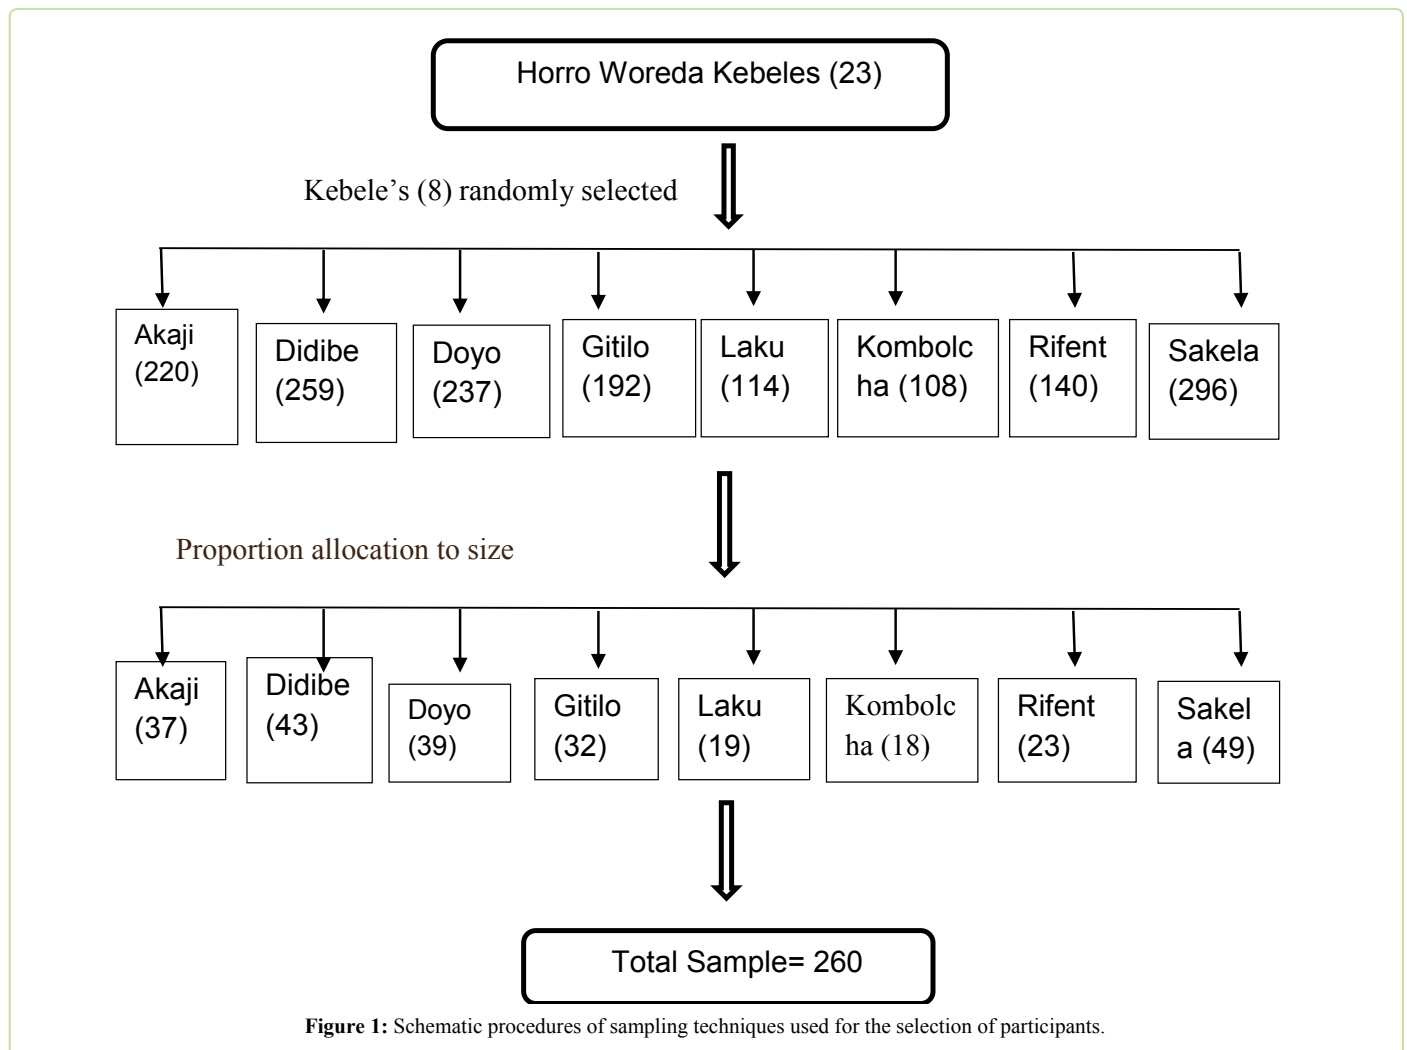 Horro Woreda Kebeles (23)
Kebele’s (8) randomly selected
Akaji
(220)
Didibe
(259)
Doyo
(237)
Gitilo
(192)
Laku
(114)
Kombolc
ha (108)
Rifent
(140)
Sakela
(296)
Proportion allocation to size
Akaji
(37)
Didibe
(43)
Doyo
(39)
Gitilo
(32)
Laku
(19)
Kombolc
ha (18)
Rifent
(23)
Sakel
a (49)
Total Sample= 260
Figure 1: Schematic procedures of sampling techniques used for the selection of participants.